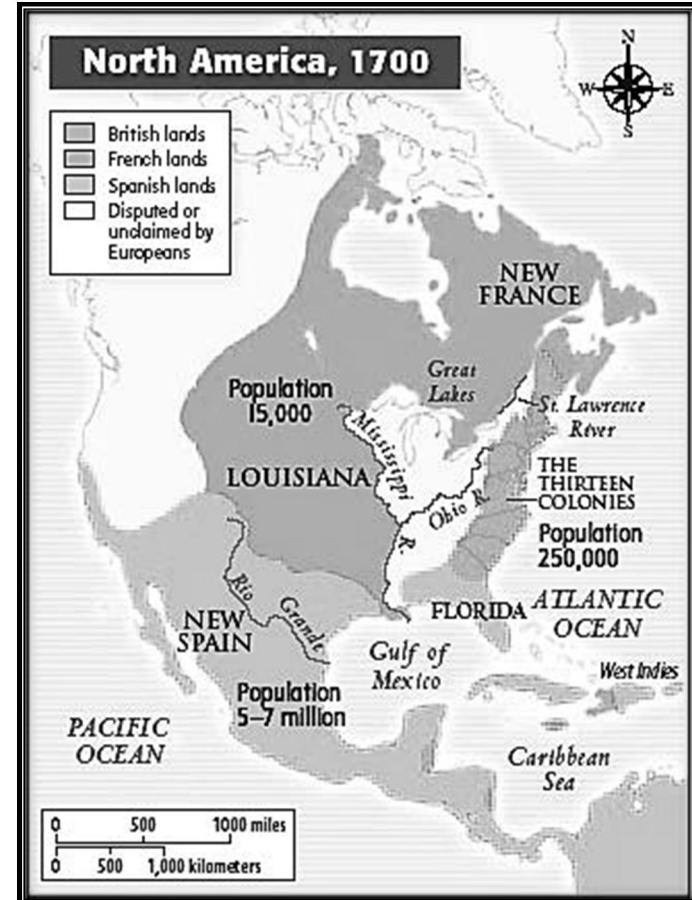 North America, 1700
N
W
E
S
British lands
French lands
Spanish lands
Disputed or
unclaimed by
Europeans
NEW
FRANCE
Great
Lakes
Population
15,000
St. Lawrence
River
Mississippi
R.
LOUISIANA
THE
THIRTEEN
COLONIES
Ohio R.
Population
250,000
Rio Grande
FLORIDA
ATLANTIC
OCEAN
NEW
SPAIN
Gulf of
Mexico
West Indies
Population
5–7 million
PACIFIC
OCEAN
Caribbean
Sea
0 500 1000 miles
0 500 1,000 kilometers